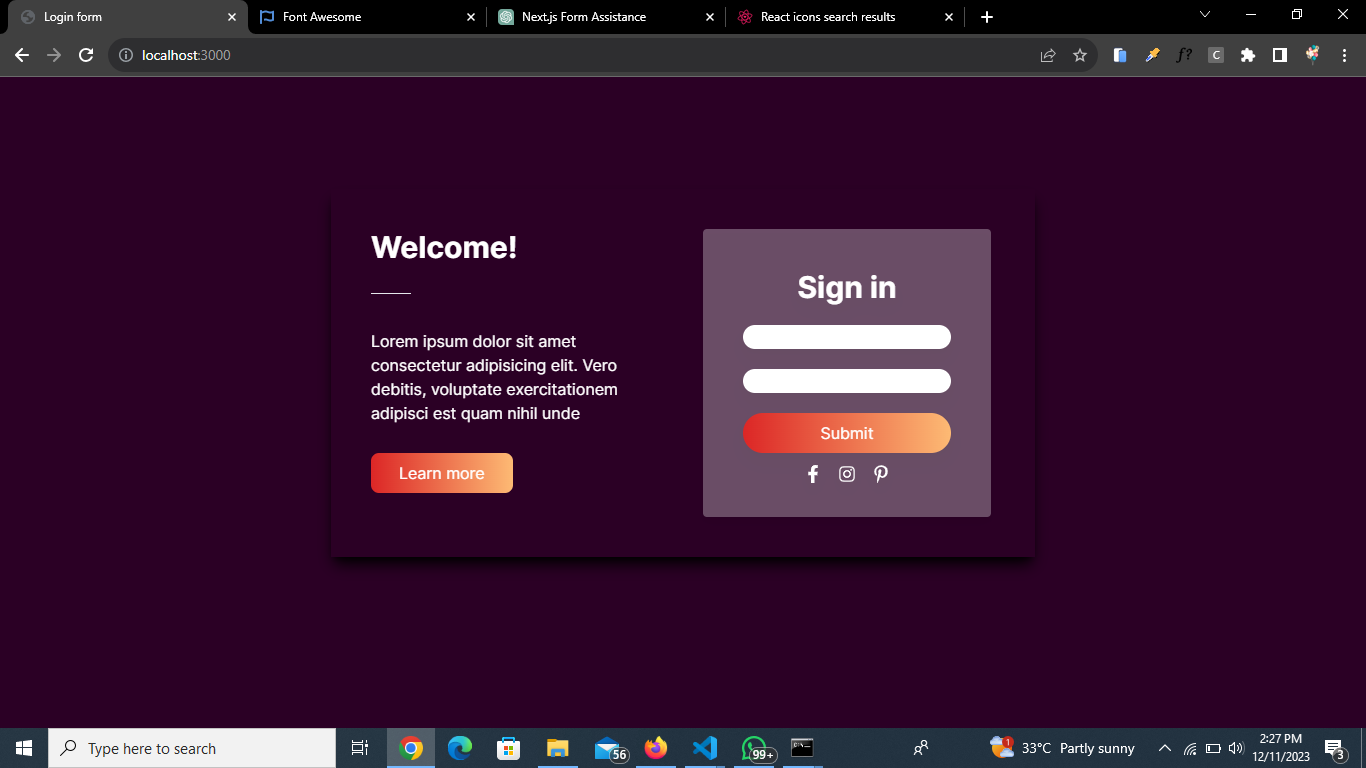 Login form
Font Awesome
Next.js Form Assistance
React icons search results
localhost:3000
f?
C
Welcome!
Lorem ipsum dolor sit amet
consectetur adipisicing elit. Vero
debitis, voluptate exercitationem
adipisci est quam nihil unde
Learn more
Sign in
Submit
Type here to search
56
99+
1
33°C Partly sunny
2:27 PM
12/11/2023
3